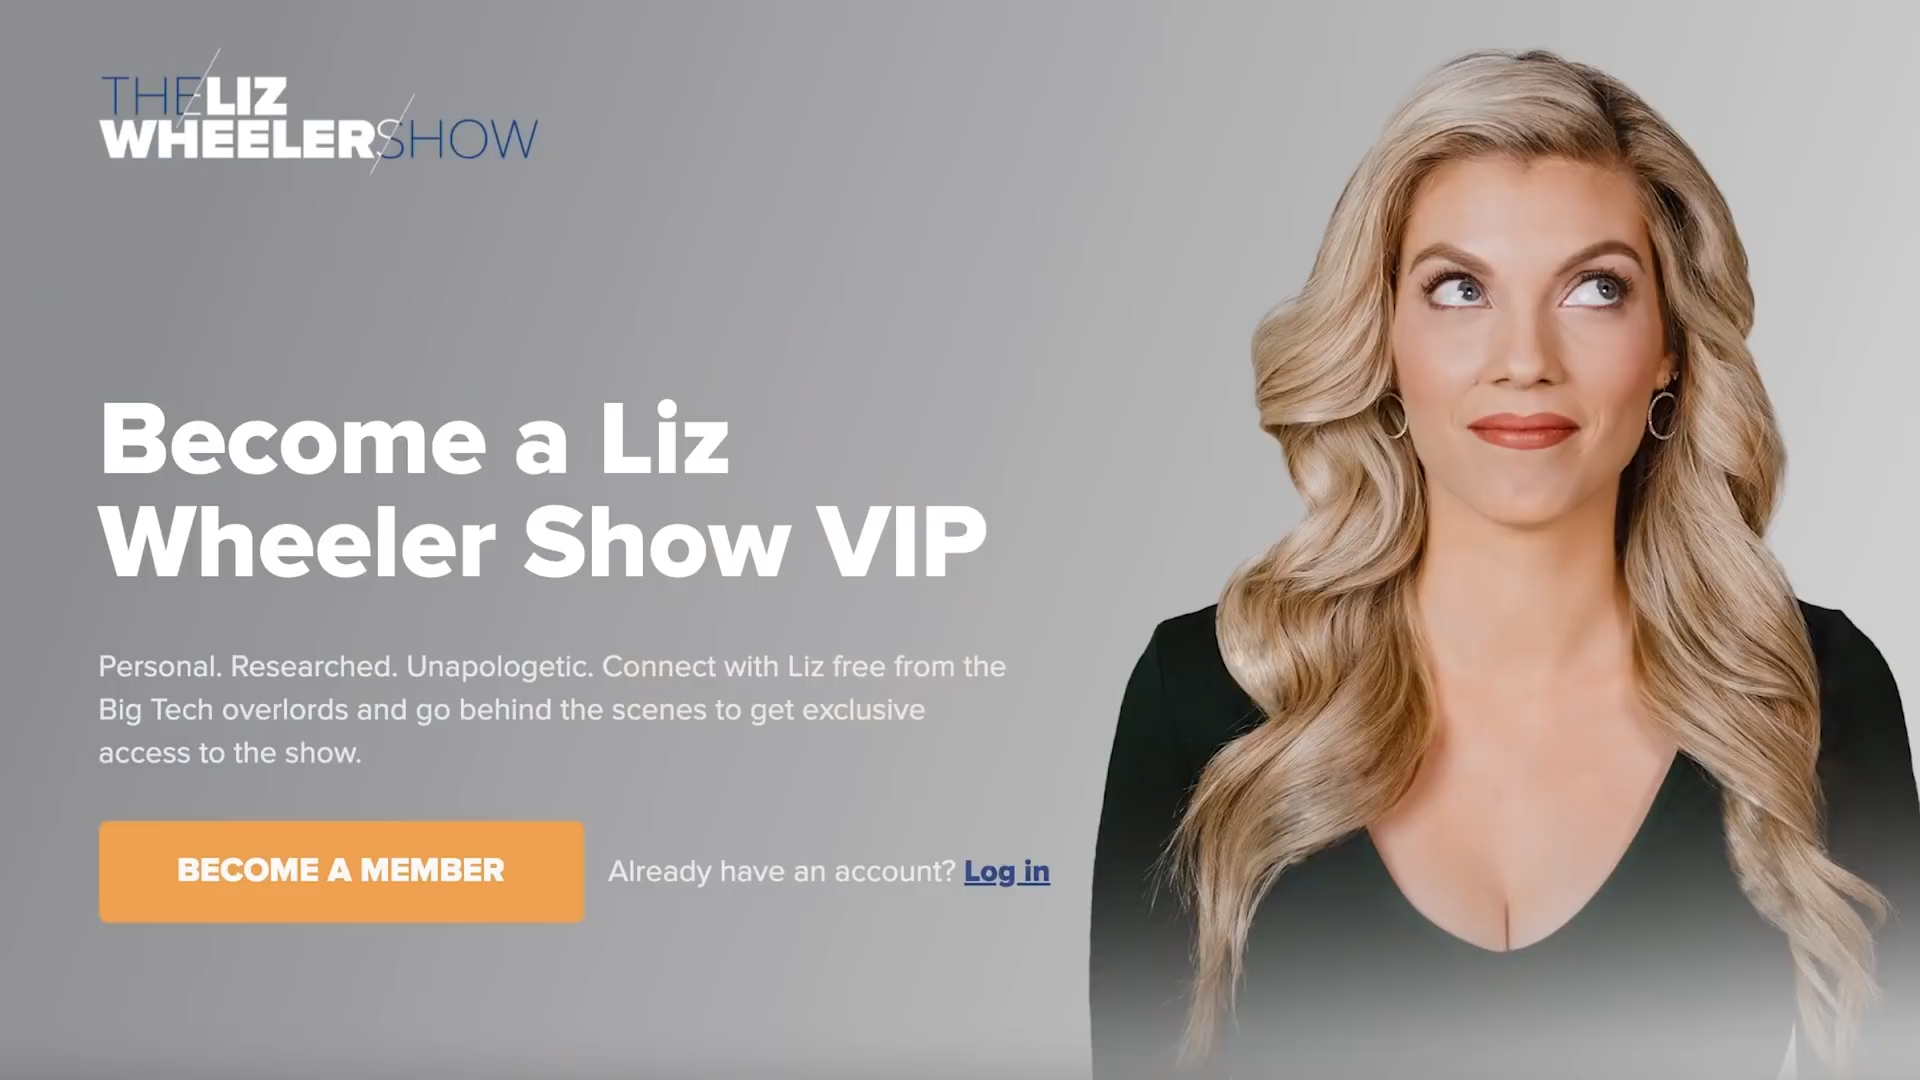 THE LIZ
WHEELER SHOW
Become a Liz
Wheeler Show VIP
Personal. Researched. Unapologetic. Connect with Liz free from the
Big Tech overlords and go behind the scenes to get exclusive
access to the show.
BECOME A MEMBER
Already have an account? Log in